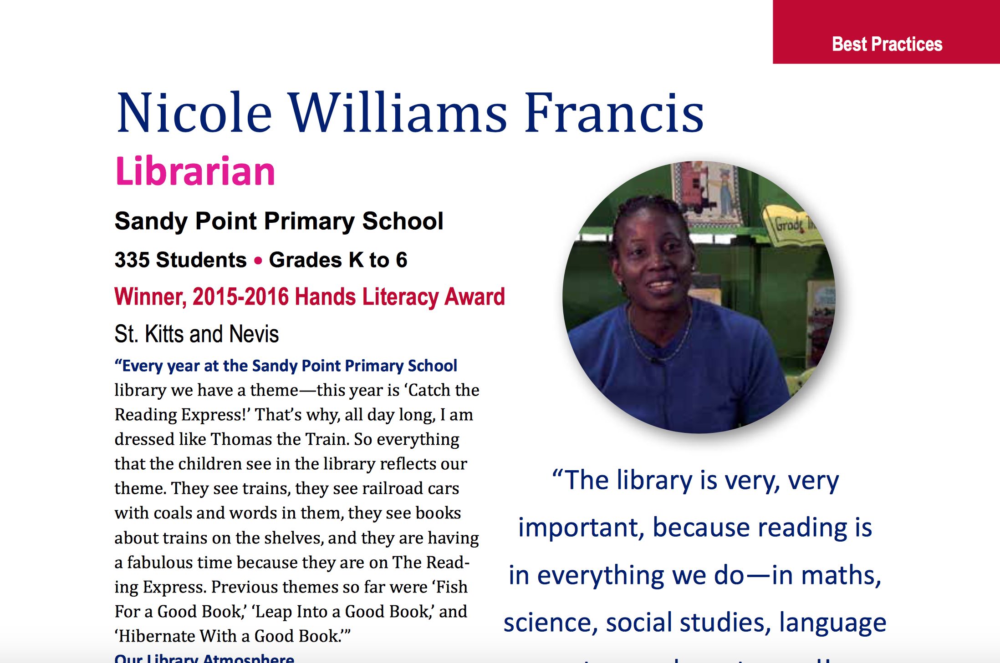 Best Practices
Nicole Williams Francis
Librarian
Sandy Point Primary School
335 Students • Grades K to 6
Winner, 2015-2016 Hands Literacy Award
St. Kitts and Nevis
“Every year at the Sandy Point Primary School
library we have a theme—this year is ‘Catch the
Reading Express!’ That’s why, all day long, I am
dressed like Thomas the Train. So everything
that the children see in the library reflects our
theme. They see trains, they see railroad cars
with coals and words in them, they see books
about trains on the shelves, and they are having
a fabulous time because they are on The Read-
ing Express. Previous themes so far were ‘Fish
For a Good Book,’ ‘Leap Into a Good Book,’ and
‘Hibernate With a Good Book.’”
Our Library Atmosphere
Grade
“The library is very, very
important, because reading is
in everything we do—in maths,
science, social studies, language